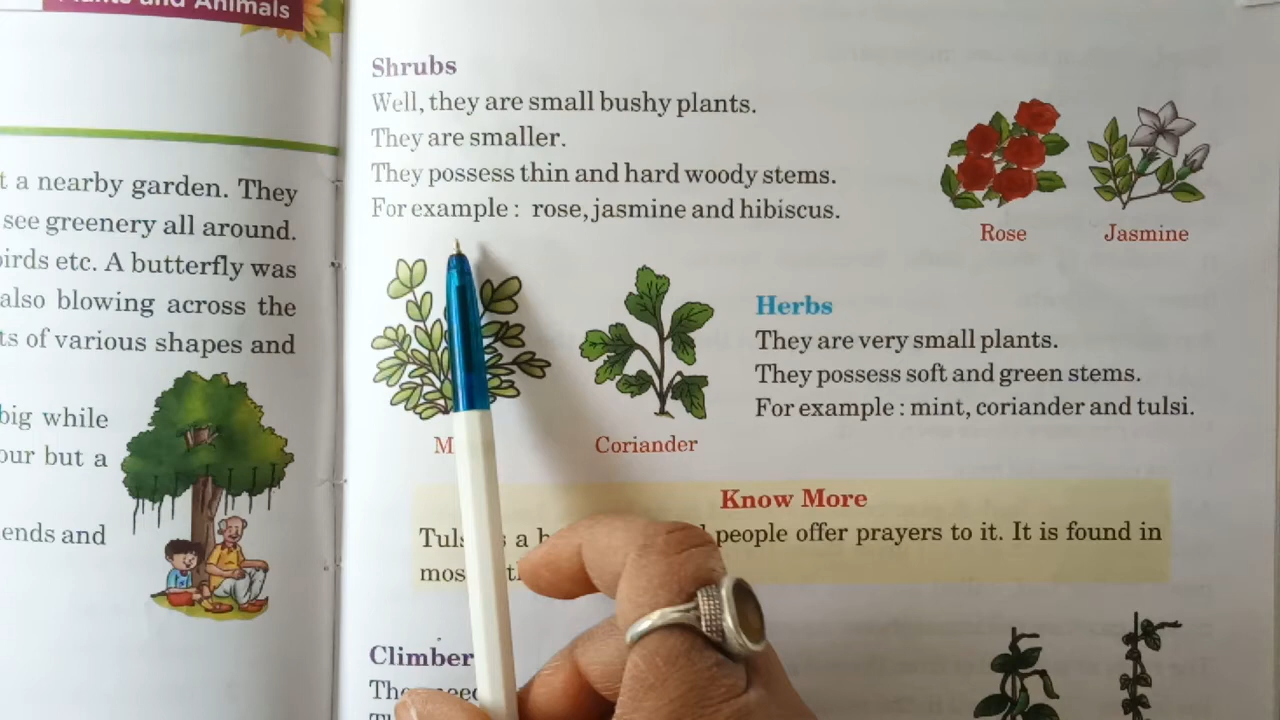 Plants and Animals
t a nearby garden. They
see greenery all around.
birds etc. A butterfly was
also blowing across the
ts of various shapes and
big while
our but a
ends and
Shrubs
Well, they are small bushy plants.
They are smaller.
They possess thin and hard woody stems.
For example : rose, jasmine and hibiscus.
Rose
Jasmine
Herbs
They are very small plants.
They possess soft and green stems.
For example : mint, coriander and tulsi.
M
Coriander
Know More
Tuls a people offer prayers to it. It is found in
mos
Climber